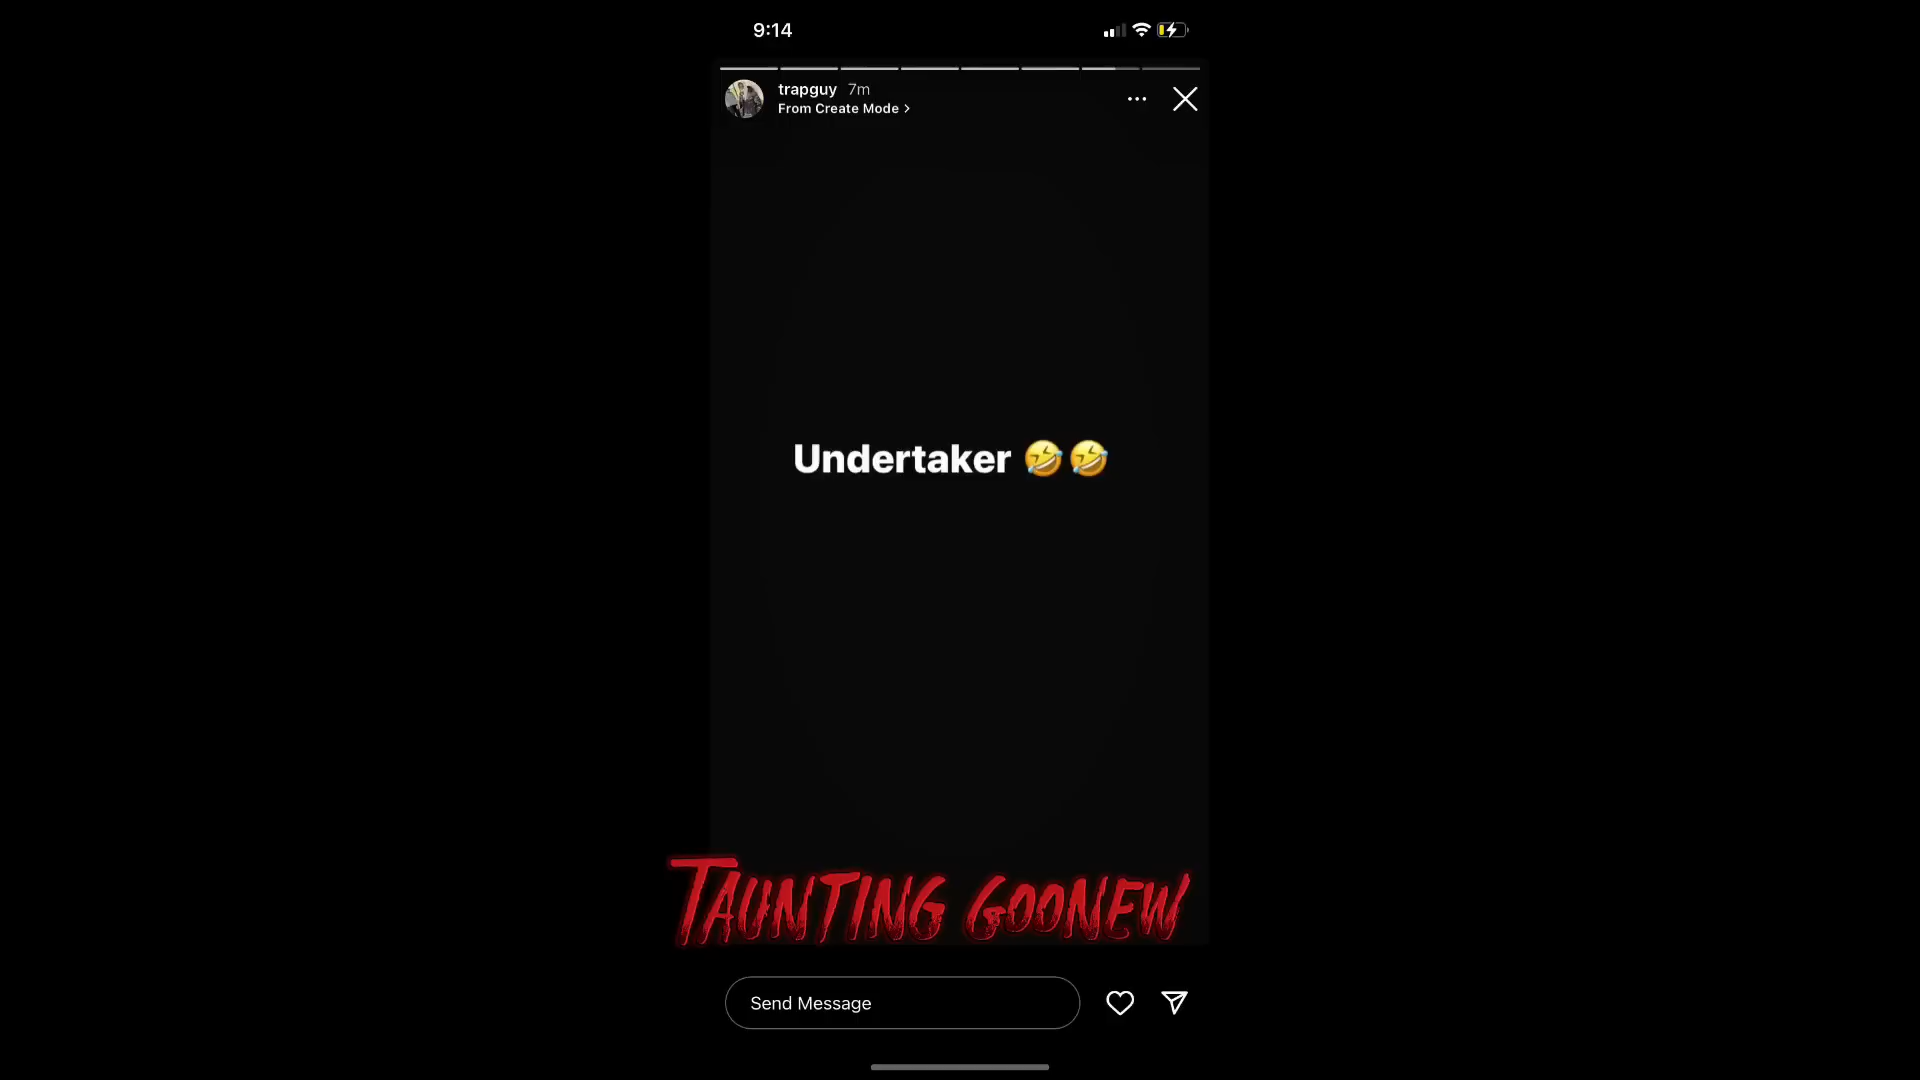 9:14
trapguy 7m
From Create Mode >
Undertaker 🤣🤣
TAUNTING GOONEW
Send Message